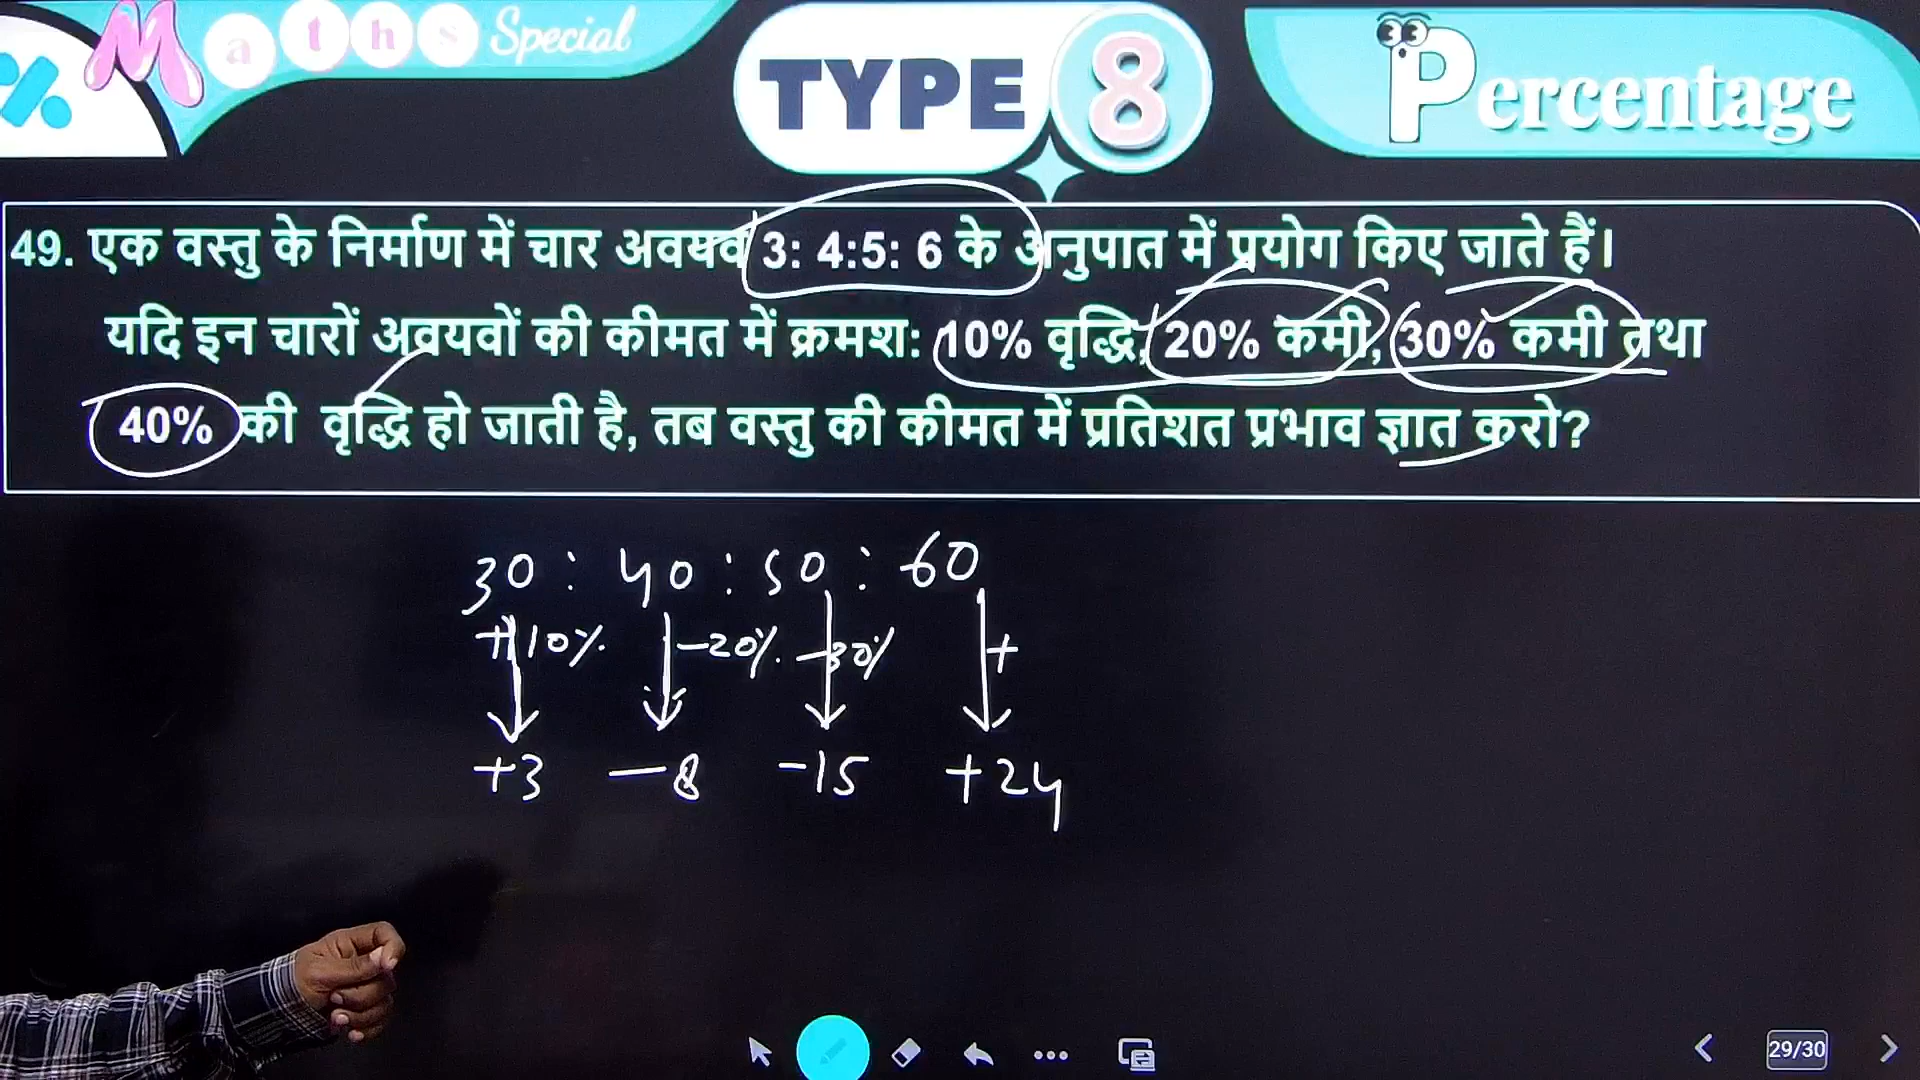 Maths Special
TYPE 8
Percentage
49. एक वस्तु के निर्माण में चार अवयव 3: 4:5: 6 के अनुपात में प्रयोग किए जाते हैं।
यदि इन चारों अवयवों की कीमत में क्रमश: 10% वृद्धि, 20% कमी, 30% कमी तथा
40% की वृद्धि हो जाती है, तब वस्तु की कीमत में प्रतिशत प्रभाव ज्ञात करो?
30 : 40 : 50 : 60
+10% -20% -30% +
+3 -8 -15 +24
29/30